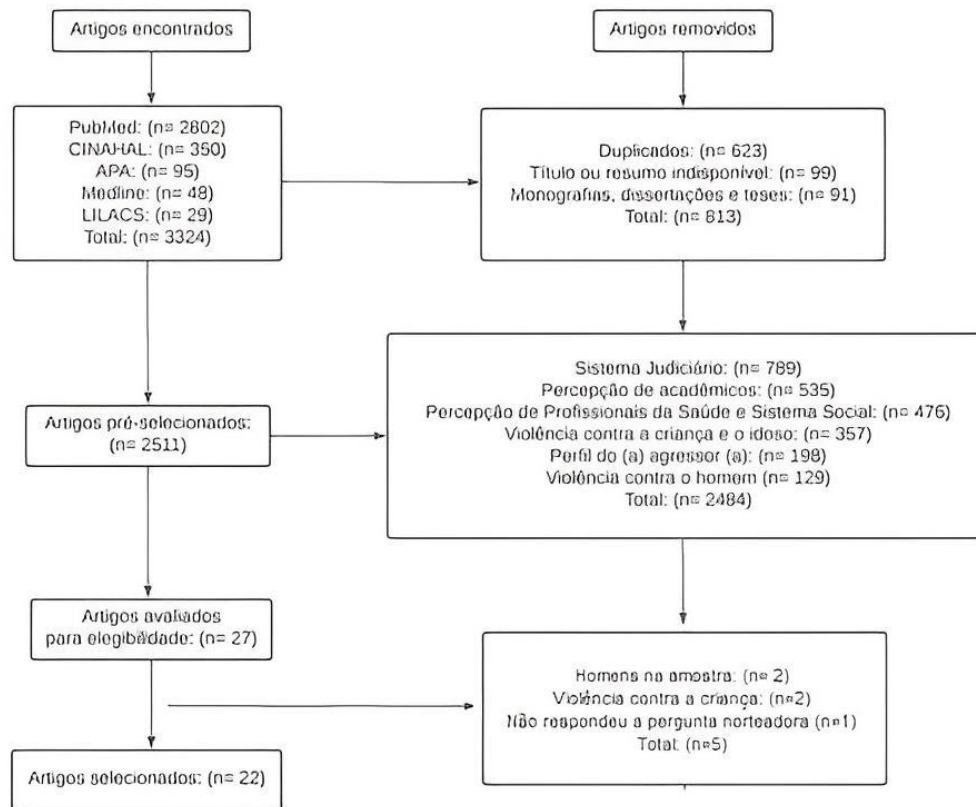 Artigos encontrados
Artigos removidos
PubMed: (n= 2802)
CINAHAL: (n= 350)
APA: (n= 95)
Medline: (n= 48)
LILACS: (n= 29)
Total: (n= 3324)
Duplicados: (n= 623)
Título ou resumo indisponível: (n= 99)
Monografias, dissertações e teses: (n= 91)
Total: (n= 813)
Artigos pré-selecionados:
(n= 2511)
Sistema Judiciário: (n= 789)
Percepção de acadêmicos: (n= 535)
Percepção de Profissionais da Saúde e Sistema Social: (n= 476)
Violência contra a criança e o idoso: (n= 357)
Perfil do (a) agressor (a): (n= 198)
Violência contra o homem (n= 129)
Total: (n= 2484)
Artigos avaliados
para elegibilidade: (n= 27)
Homens na amostra: (n= 2)
Violência contra a criança: (n=2)
Não respondeu a pergunta norteadora (n=1)
Total: (n=5)
Artigos selecionados: (n= 22)